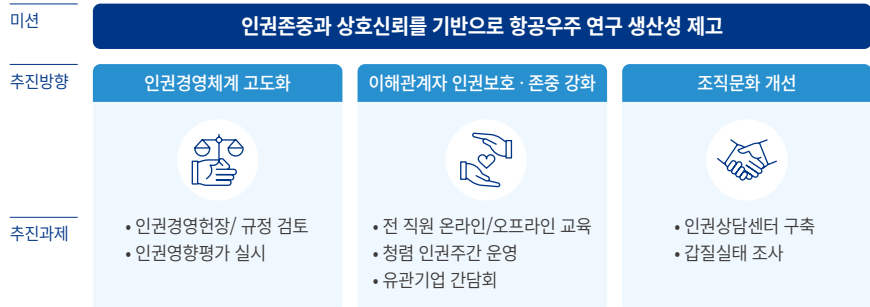 미션
인권존중과 상호신뢰를 기반으로 항공우주 연구 생산성 제고
추진방향
인권경영체계 고도화
이해관계자 인권보호 · 존중 강화
조직문화 개선
추진과제
• 인권경영헌장/ 규정 검토
• 인권영향평가 실시
• 전 직원 온라인/오프라인 교육
• 청렴 인권주간 운영
• 유관기업 간담회
• 인권상담센터 구축
• 갑질실태 조사